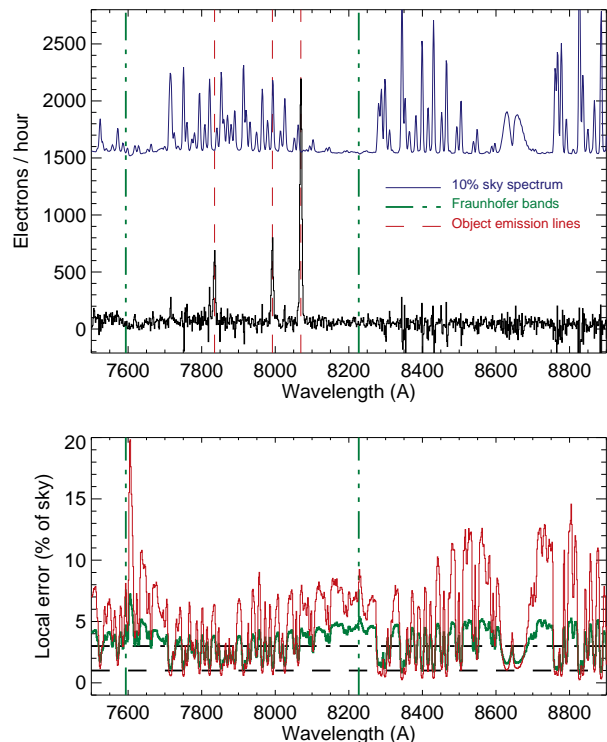 2500
2000
1500
1000
500
0
Electrons / hour
10% sky spectrum
Fraunhofer bands
Object emission lines
7600 7800 8000 8200 8400 8600 8800
Wavelength (A)
20
15
10
5
0
Local error (% of sky)
7600 7800 8000 8200 8400 8600 8800
Wavelength (A)